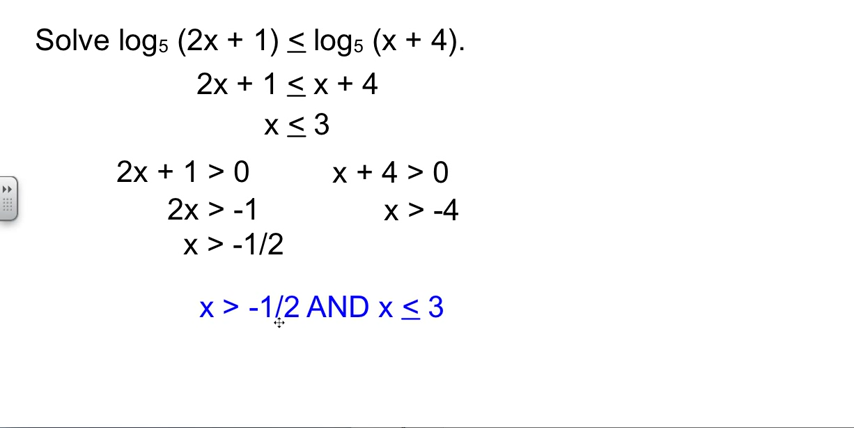 Solve log₅ (2x + 1) ≤ log₅ (x + 4).
2x + 1 ≤ x + 4
x ≤ 3
2x + 1 > 0 x + 4 > 0
2x > -1 x > -4
x > -1/2
x > -1/2 AND x ≤ 3